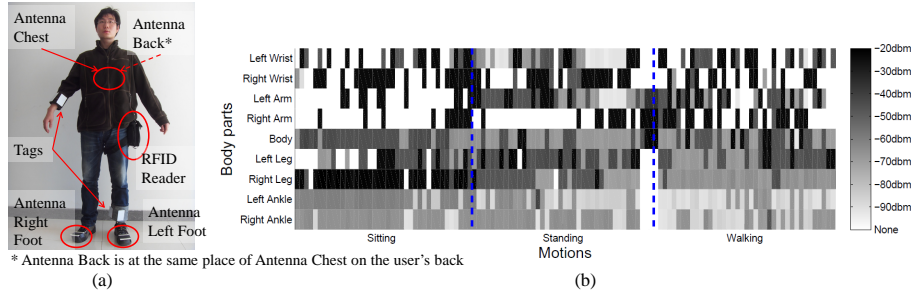 Antenna Chest
Antenna Back*
Tags
RFID Reader
Antenna Right Foot
Antenna Left Foot
Body parts
Left Wrist
Right Wrist
Left Arm
Right Arm
Body
Left Leg
Right Leg
Left Ankle
Right Ankle
Sitting
Standing
Walking
Motions
−20dbm
−30dbm
−40dbm
−50dbm
−60dbm
−70dbm
−80dbm
−90dbm
None
* Antenna Back is at the same place of Antenna Chest on the user's back
(a)
(b)